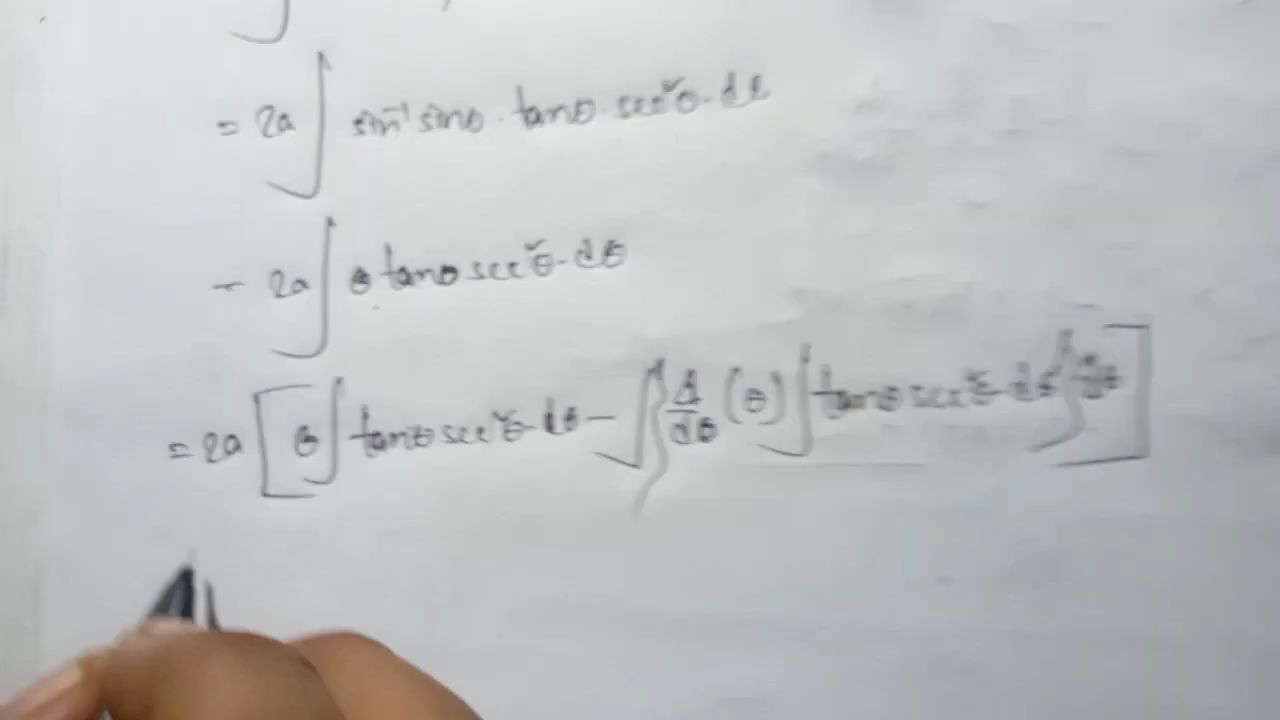 = 2a ∫ sin⁻¹ sinθ · tanθ · sec²θ · dθ
= 2a ∫ θ tanθ sec²θ · dθ
= 2a [ θ ∫ tanθ sec²θ · dθ − ∫ { d/dθ (θ) ∫ tanθ sec²θ · dθ } dθ ]